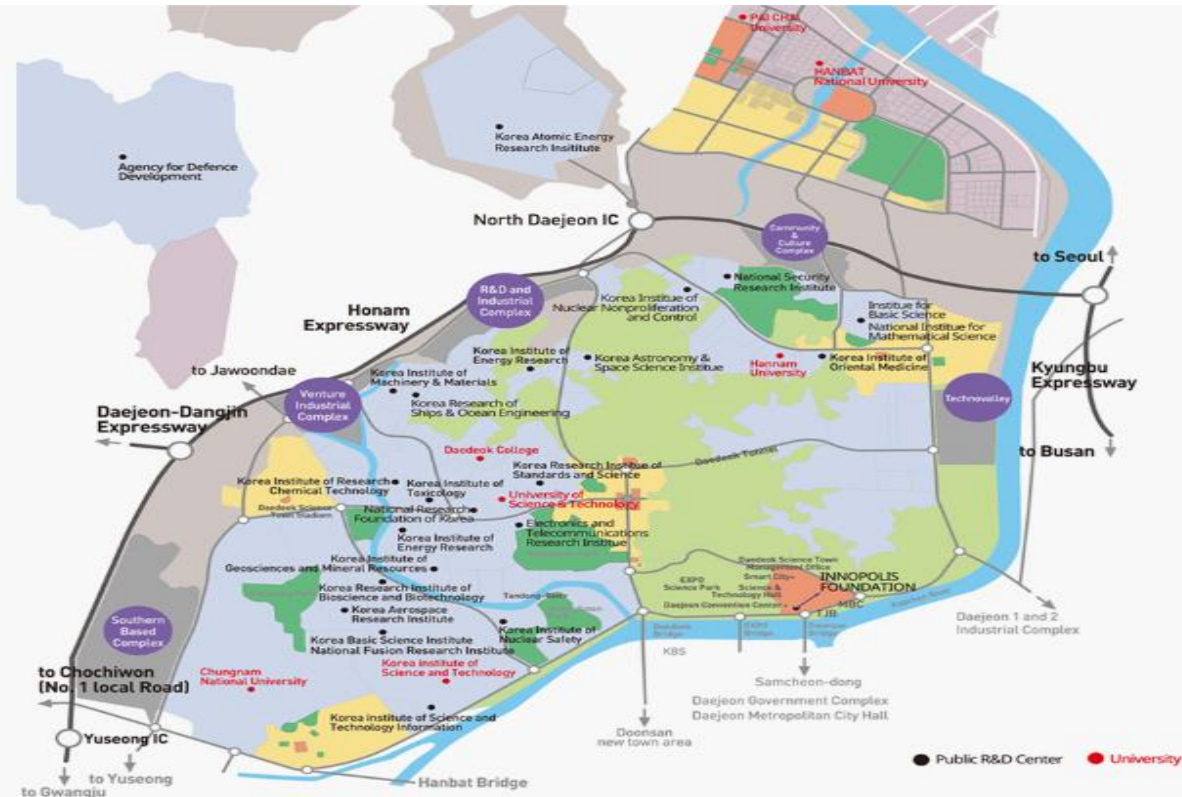 PAI CHAI
University
HANBAT
National University
Korea Atomic Energy
Research Insititute
Agency for Defence
Development
North Daejeon IC
Community
&
Culture
Complex
to Seoul
R&D and
Industrial
Complex
National Security
Research Institute
Korea Institue of
Nuclear Nonproliferation
and Control
Institue for
Basic Science
National Institue for
Mathematical Science
Honam
Expressway
Korea Institute of
Energy Research
Korea Astronomy &
Space Science Institue
Hannam
University
Korea Institute of
Oriental Medicine
Kyungbu
Expressway
to Jawoondae
Korea Institute of
Machinery & Materials
Korea Research of
Ships & Ocean Engineering
Venture
Industrial
Complex
Technovalley
Daejeon-Dangjin
Expressway
to Busan
Daedeok College
Daedeok Tunnel
Korea Research Institue of
Standards and Science
Korea Institute of Research
Chemical Technology
Korea Institute of
Toxicology
University of
Science & Technology
Daedeok Science
Town Stadium
National Research
Foundation of Korea
Electronics and
Telecommunications
Research Institue
Korea Institute of
Energy Research
Korea Institute of
Geosciences and Mineral Resources
Daedeok Science Town
Management Office
Smart City
INNOPOLIS
FOUNDATION
EXPO
Science Park
Science &
Technology Hall
Daejeon Convention Center
MBC
TJB
Korea Research Institute of
Bioscience and Biotechnology
Korea Aerospace
Research Institute
Korea Institute of
Nuclear Safety
Southern
Based
Complex
Korea Basic Science Institute
National Fusion Research Institute
Bridge
KBS
EXPO
Bridge
Bridge
Daejeon 1 and 2
Industrial Complex
to Chochiwon
(No. 1 local Road)
Chungnam
National University
Korea Institute of
Science and Technology
Samcheon-dong
Daejeon Government Complex
Daejeon Metropolitan City Hall
Korea Institute of Science and
Technology Information
Doonsan
new town area
Yuseong IC
to Yuseong
to Gwangju
Hanbat Bridge
Public R&D Center
University